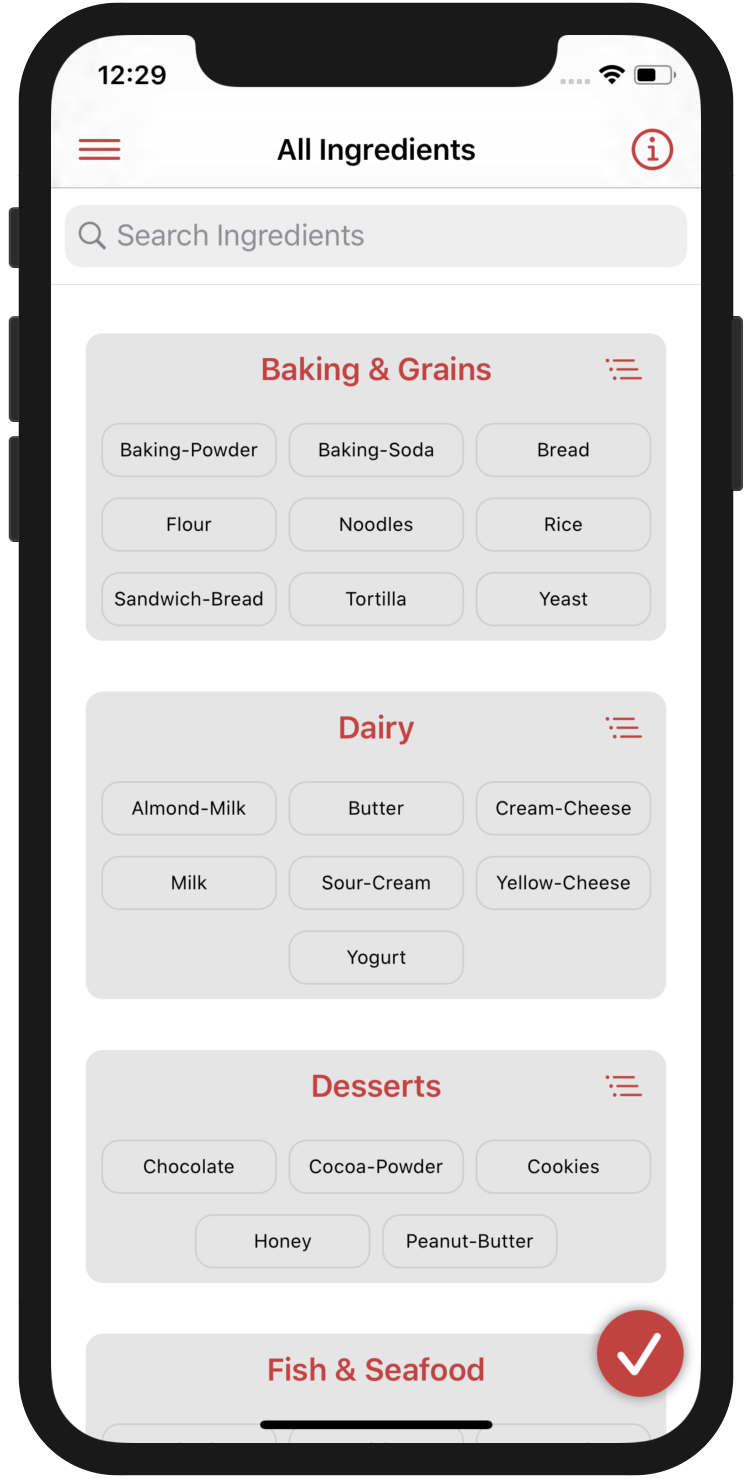 12:29
All Ingredients
Search Ingredients
Baking & Grains
Baking-Powder Baking-Soda Bread
Flour Noodles Rice
Sandwich-Bread Tortilla Yeast
Dairy
Almond-Milk Butter Cream-Cheese
Milk Sour-Cream Yellow-Cheese
Yogurt
Desserts
Chocolate Cocoa-Powder Cookies
Honey Peanut-Butter
Fish & Seafood